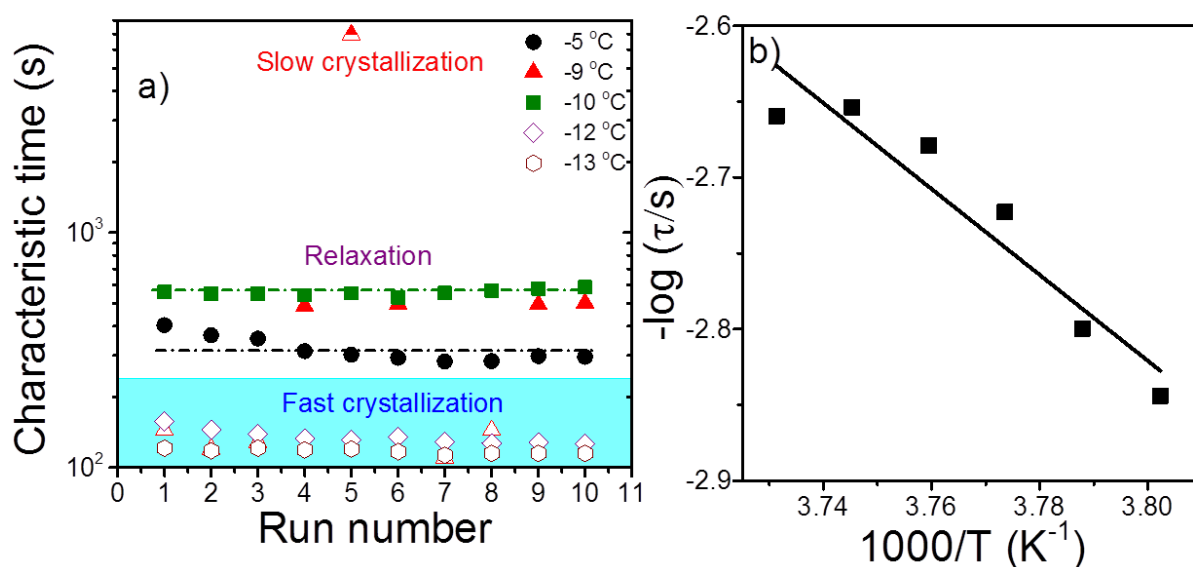 a)
Slow crystallization
-5 °C
-9 °C
-10 °C
-12 °C
-13 °C
Relaxation
Fast crystallization
10³
10²
Characteristic time (s)
0 1 2 3 4 5 6 7 8 9 10 11
Run number
b)
-2.6
-2.7
-2.8
-2.9
-log (τ/s)
3.74 3.76 3.78 3.80
1000/T (K⁻¹)